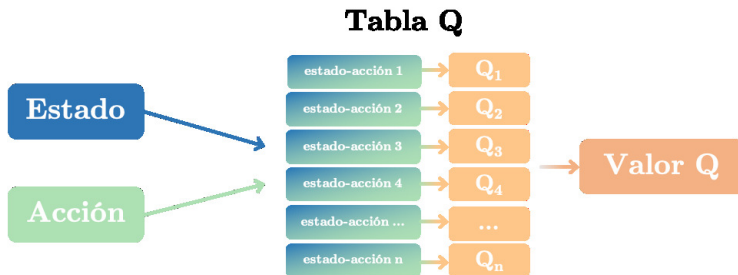 Tabla Q
Estado
Acción
estado-acción 1
Q₁
estado-acción 2
Q₂
estado-acción 3
Q₃
estado-acción 4
Q₄
estado-acción ...
...
estado-acción n
Qₙ
Valor Q